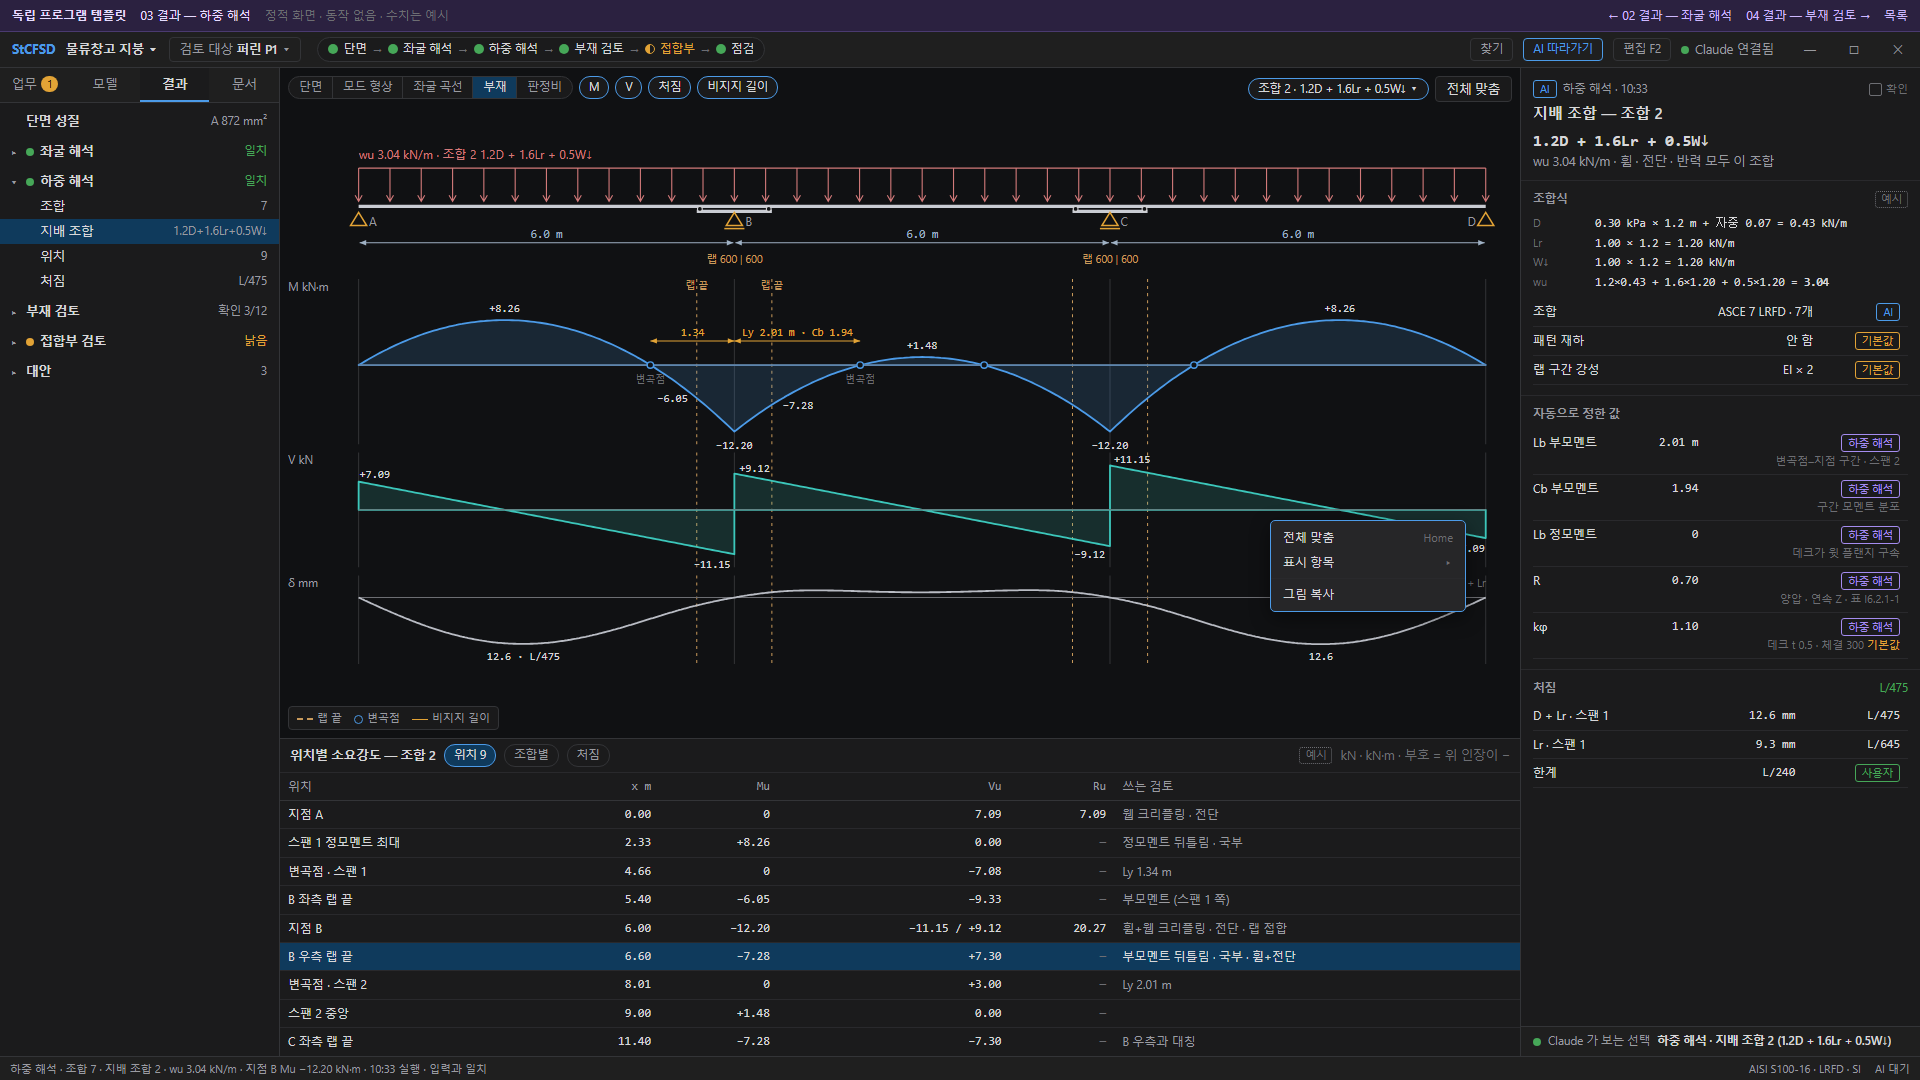 독립 프로그램 템플릿 03 결과 — 하중 해석 정적 화면 · 동작 없음 · 수치는 예시 ← 02 결과 — 좌굴 해석 04 결과 — 부재 검토 → 목록
StCFSD 물류창고 지붕 ▾ 검토 대상 퍼린 P1 ▾ 단면 → 좌굴 해석 → 하중 해석 → 부재 검토 → 접합부 → 점검 찾기 AI 따라가기 편집 F2 Claude 연결됨
업무 1 모델 결과 문서
단면 모드 형상 좌굴 곡선 부재 판정비 M V 처짐 비지지 길이 조합 2 · 1.2D + 1.6Lr + 0.5W↓ ▾ 전체 맞춤
단면 성질 A 872 mm²
▸ 좌굴 해석 일치
▾ 하중 해석 일치
조합 7
지배 조합 1.2D+1.6Lr+0.5W↓
위치 9
처짐 L/475
▸ 부재 검토 확인 3/12
▸ 접합부 검토 낡음
▸ 대안 3
wu 3.04 kN/m · 조합 2 1.2D + 1.6Lr + 0.5W↓
A B C D
6.0 m 6.0 m 6.0 m
랩 600 | 600 랩 600 | 600
M kN·m 랩 끝 랩 끝
+8.26 +8.26
1.34 Ly 2.01 m · Cb 1.94
+1.48
변곡점 변곡점
−6.05 −7.28
−12.20 −12.20
V kN
+7.09 +9.12 +11.15
−11.15 −9.12 .09
δ mm + Lr
12.6 · L/475 12.6
전체 맞춤 Home
표시 항목 ▸
그림 복사
랩 끝 변곡점 비지지 길이
위치별 소요강도 — 조합 2 위치 9 조합별 처짐 예시 kN · kN·m · 부호 = 위 인장이 −
위치 x m Mu Vu Ru 쓰는 검토
지점 A 0.00 0 7.09 7.09 웹 크리플링 · 전단
스팬 1 정모멘트 최대 2.33 +8.26 0.00 — 정모멘트 뒤틀림 · 국부
변곡점 · 스팬 1 4.66 0 −7.08 — Ly 1.34 m
B 좌측 랩 끝 5.40 −6.05 −9.33 — 부모멘트 (스팬 1 쪽)
지점 B 6.00 −12.20 −11.15 / +9.12 20.27 휨+웹 크리플링 · 전단 · 랩 접합
B 우측 랩 끝 6.60 −7.28 +7.30 — 부모멘트 뒤틀림 · 국부 · 휨+전단
변곡점 · 스팬 2 8.01 0 +3.00 — Ly 2.01 m
스팬 2 중앙 9.00 +1.48 0.00 —
C 좌측 랩 끝 11.40 −7.28 −7.30 — B 우측과 대칭
AI 하중 해석 · 10:33 확인
지배 조합 — 조합 2
1.2D + 1.6Lr + 0.5W↓
wu 3.04 kN/m · 휨 · 전단 · 반력 모두 이 조합
조합식 예시
D 0.30 kPa × 1.2 m + 자중 0.07 = 0.43 kN/m
Lr 1.00 × 1.2 = 1.20 kN/m
W↓ 1.00 × 1.2 = 1.20 kN/m
wu 1.2×0.43 + 1.6×1.20 + 0.5×1.20 = 3.04
조합 ASCE 7 LRFD · 7개 AI
패턴 재하 안 함 기본값
랩 구간 강성 EI × 2 기본값
자동으로 정한 값
Lb 부모멘트 2.01 m 하중 해석
변곡점–지점 구간 · 스팬 2
Cb 부모멘트 1.94 하중 해석
구간 모멘트 분포
Lb 정모멘트 0 하중 해석
데크가 윗 플랜지 구속
R 0.70 하중 해석
양압 · 연속 Z · 표 I6.2.1-1
kφ 1.10 하중 해석
데크 t 0.5 · 체결 300 기본값
처짐 L/475
D + Lr · 스팬 1 12.6 mm L/475
Lr · 스팬 1 9.3 mm L/645
한계 L/240 사용자
Claude 가 보는 선택 하중 해석 · 지배 조합 2 (1.2D + 1.6Lr + 0.5W↓)
하중 해석 · 조합 7 · 지배 조합 2 · wu 3.04 kN/m · 지점 B Mu −12.20 kN·m · 10:33 실행 · 입력과 일치 AISI S100-16 · LRFD · SI AI 대기